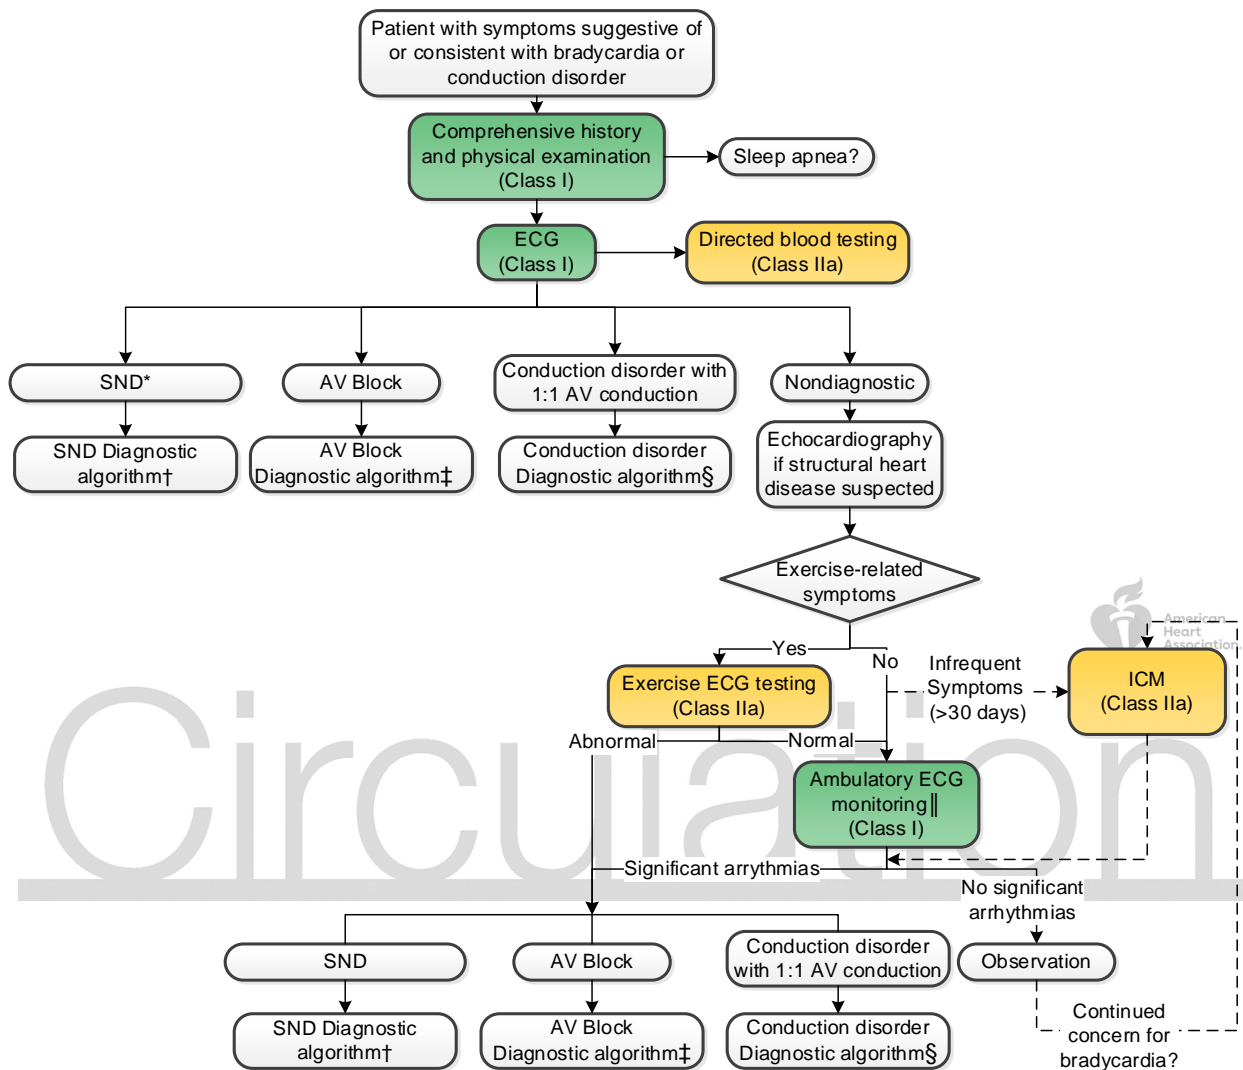 Patient with symptoms suggestive of
or consistent with bradycardia or
conduction disorder
Comprehensive history
and physical examination
(Class I)
Sleep apnea?
ECG
(Class I)
Directed blood testing
(Class IIa)
SND*
AV Block
Conduction disorder with
1:1 AV conduction
Nondiagnostic
SND Diagnostic
algorithm†
AV Block
Diagnostic algorithm‡
Conduction disorder
Diagnostic algorithm§
Echocardiography
if structural heart
disease suspected
Exercise-related
symptoms
American
Heart
Association.
Yes
No
Exercise ECG testing
(Class IIa)
Infrequent
Symptoms
(>30 days)
ICM
(Class IIa)
Abnormal
Normal
Circulation
Ambulatory ECG
monitoring‖
(Class I)
Significant arrythmias
No significant
arrhythmias
SND
AV Block
Conduction disorder
with 1:1 AV conduction
Observation
SND Diagnostic
algorithm†
AV Block
Diagnostic algorithm‡
Conduction disorder
Diagnostic algorithm§
Continued
concern for
bradycardia?